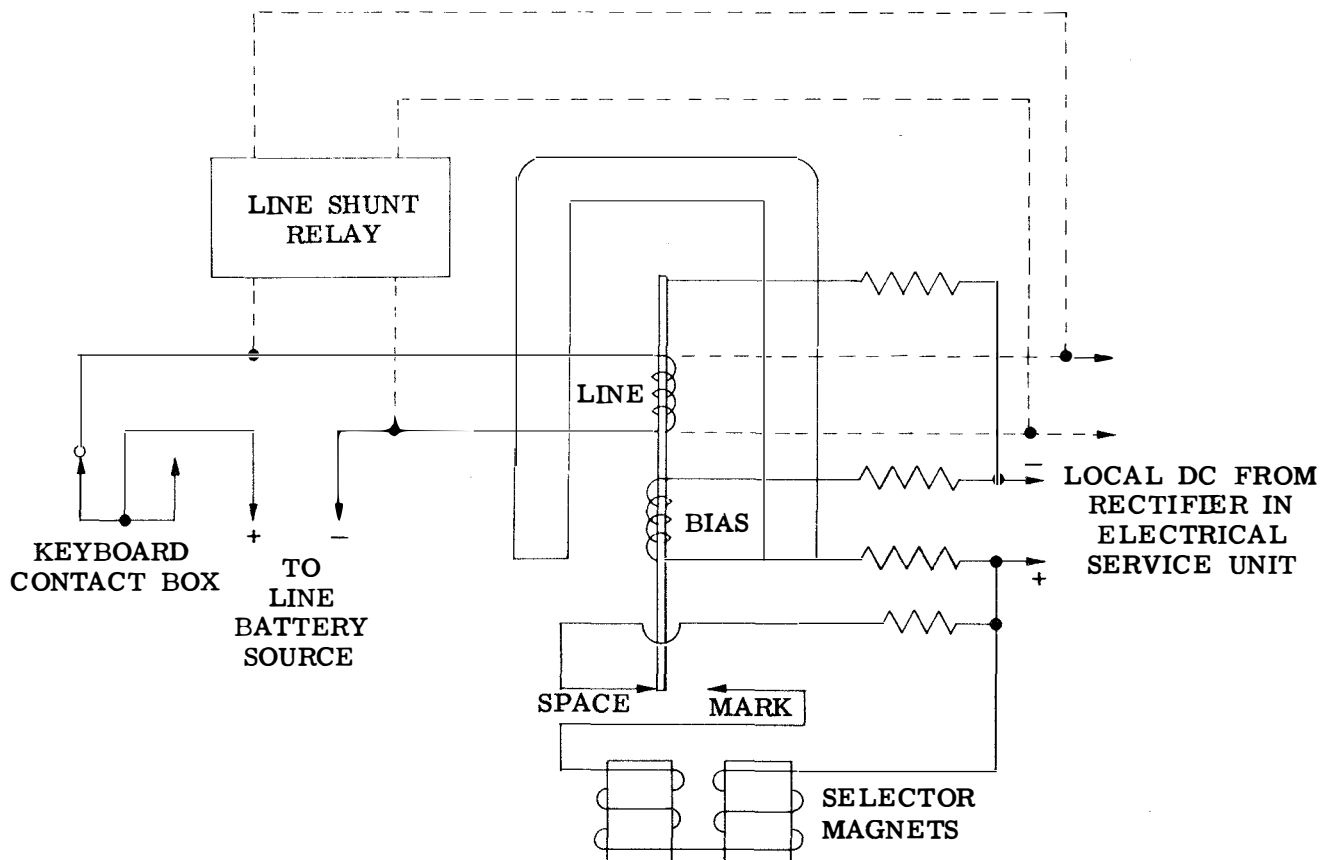 LINE SHUNT
RELAY
LINE
BIAS
KEYBOARD
CONTACT BOX
+
−
TO
LINE
BATTERY
SOURCE
−
LOCAL DC FROM
RECTIFIER IN
ELECTRICAL
SERVICE UNIT
+
SPACE
MARK
SELECTOR
MAGNETS